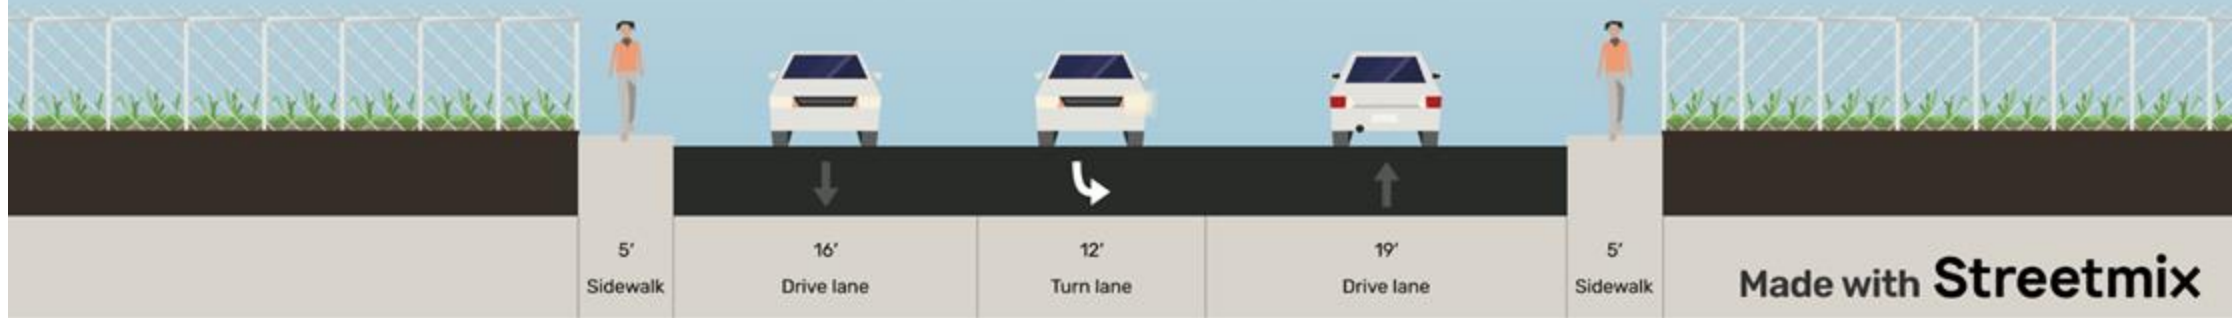 5′
Sidewalk
16′
Drive lane
12′
Turn lane
19′
Drive lane
5′
Sidewalk
Made with Streetmix